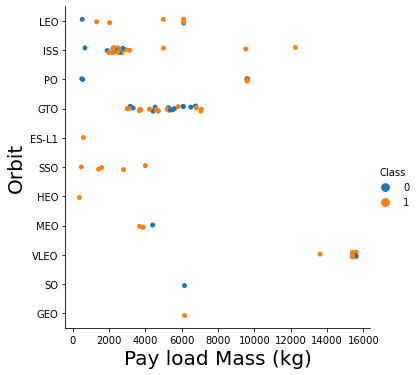 LEO
ISS
PO
GTO
ES-L1
SSO
HEO
MEO
VLEO
SO
GEO
Orbit
0 2000 4000 6000 8000 10000 12000 14000 16000
Pay load Mass (kg)
Class
0
1